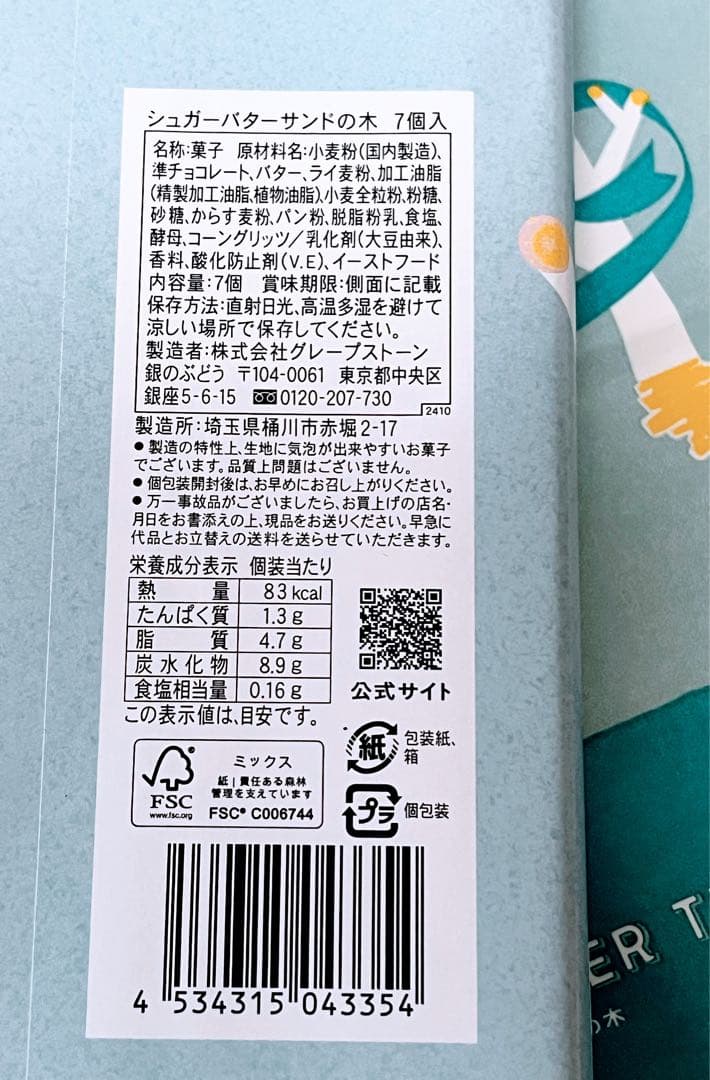 シュガーバターサンドの木 7個入
名称:菓子 原材料名:小麦粉(国内製造)、
準チョコレート、バター、ライ麦粉、加工油脂
(精製加工油脂、植物油脂)、小麦全粒粉、粉糖、
砂糖、からす麦粉、パン粉、脱脂粉乳、食塩、
酵母、コーングリッツ/乳化剤(大豆由来)、
香料、酸化防止剤(V.E)、イーストフード
内容量:7個 賞味期限:側面に記載
保存方法:直射日光、高温多湿を避けて
涼しい場所で保存してください。
製造者:株式会社グレープストーン
銀のぶどう 〒104-0061 東京都中央区
銀座5-6-15 0120-207-730
2410
製造所:埼玉県桶川市赤堀2-17
●製造の特性上、生地に気泡が出来やすいお菓子
でございます。品質上問題はございません。
●個包装開封後は、お早めにお召し上がりください。
●万一事故品がございましたら、お買上げの店名・
月日をお書添えの上、現品をお送りください。早急に
代品とお立替えの送料を送らせていただきます。
栄養成分表示 個装当たり
熱量 83kcal
たんぱく質 1.3g
脂質 4.7g
炭水化物 8.9g
食塩相当量 0.16g
この表示値は、目安です。
公式サイト
紙 包装紙、
箱
プラ 個包装
FSC
www.fsc.org
ミックス
紙|責任ある森林
管理を支えています
FSC® C006744
4 534315 043354
ER T
の木